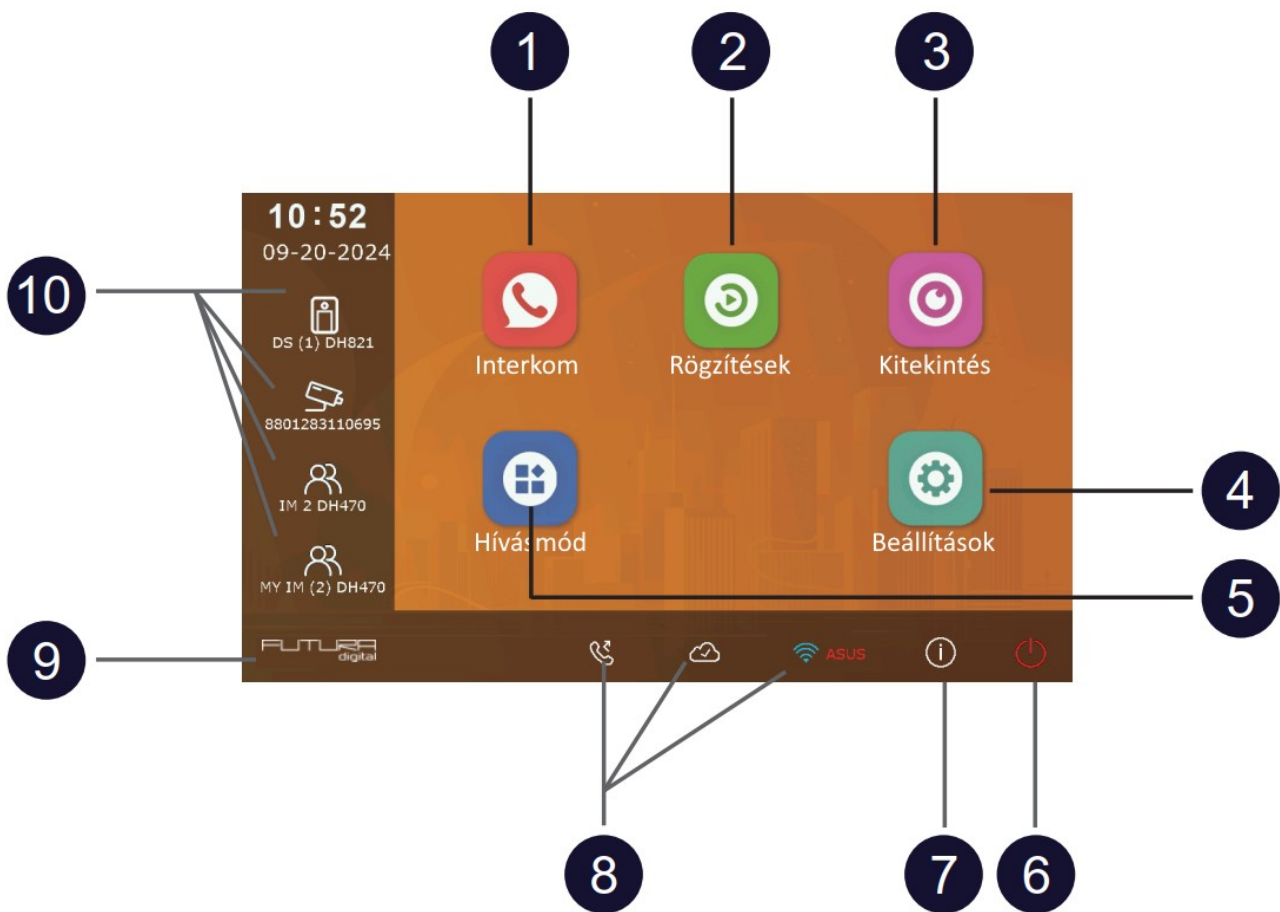 1
2
3
10:52
09-20-2024
10
DS (1) DH821
8801283110695
IM 2 DH470
MY IM (2) DH470
Interkom
Rögzítések
Kitekintés
Hívásmód
Beállítások
4
5
9
FUTURA
digital
ASUS
8
7
6